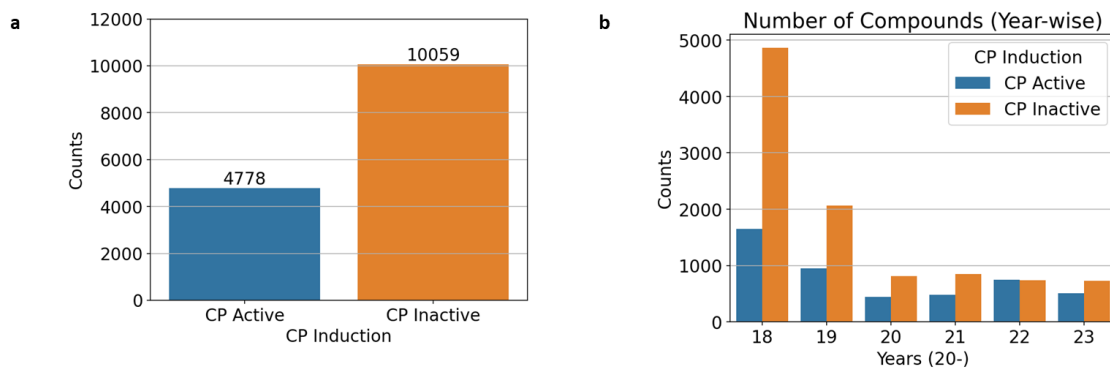 a
12000
10000
8000
6000
4000
2000
0
Counts
4778
10059
CP Active
CP Inactive
CP Induction
b
Number of Compounds (Year-wise)
5000
4000
3000
2000
1000
0
Counts
CP Induction
CP Active
CP Inactive
18 19 20 21 22 23
Years (20-)